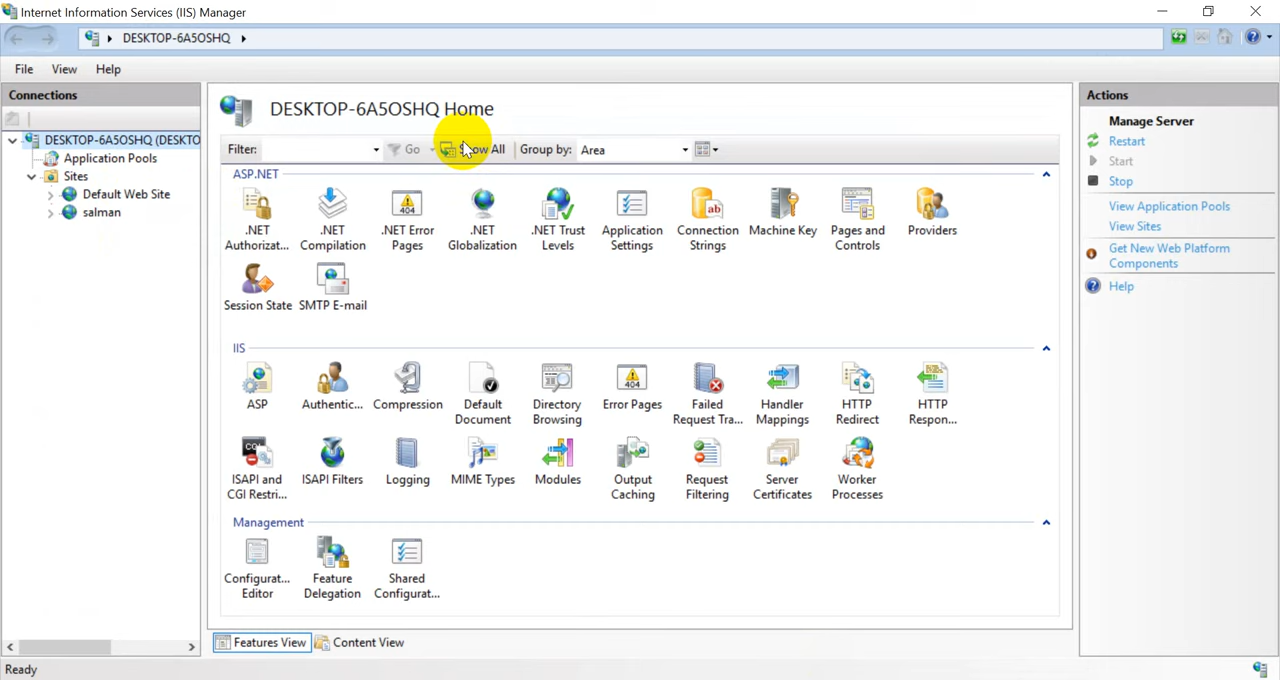 Internet Information Services (IIS) Manager
DESKTOP-6A5OSHQ
File View Help
Connections
DESKTOP-6A5OSHQ (DESKTO
Application Pools
Sites
Default Web Site
salman
DESKTOP-6A5OSHQ Home
Filter: Go Show All Group by: Area
ASP.NET
.NET Authorizat...
.NET Compilation
.NET Error Pages
.NET Globalization
.NET Trust Levels
Application Settings
Connection Strings
Machine Key
Pages and Controls
Providers
Session State
SMTP E-mail
IIS
ASP
Authentic...
Compression
Default Document
Directory Browsing
Error Pages
Failed Request Tra...
Handler Mappings
HTTP Redirect
HTTP Respon...
ISAPI and CGI Restri...
ISAPI Filters
Logging
MIME Types
Modules
Output Caching
Request Filtering
Server Certificates
Worker Processes
Management
Configurat... Editor
Feature Delegation
Shared Configurat...
Features View
Content View
Actions
Manage Server
Restart
Start
Stop
View Application Pools
View Sites
Get New Web Platform
Components
Help
Ready